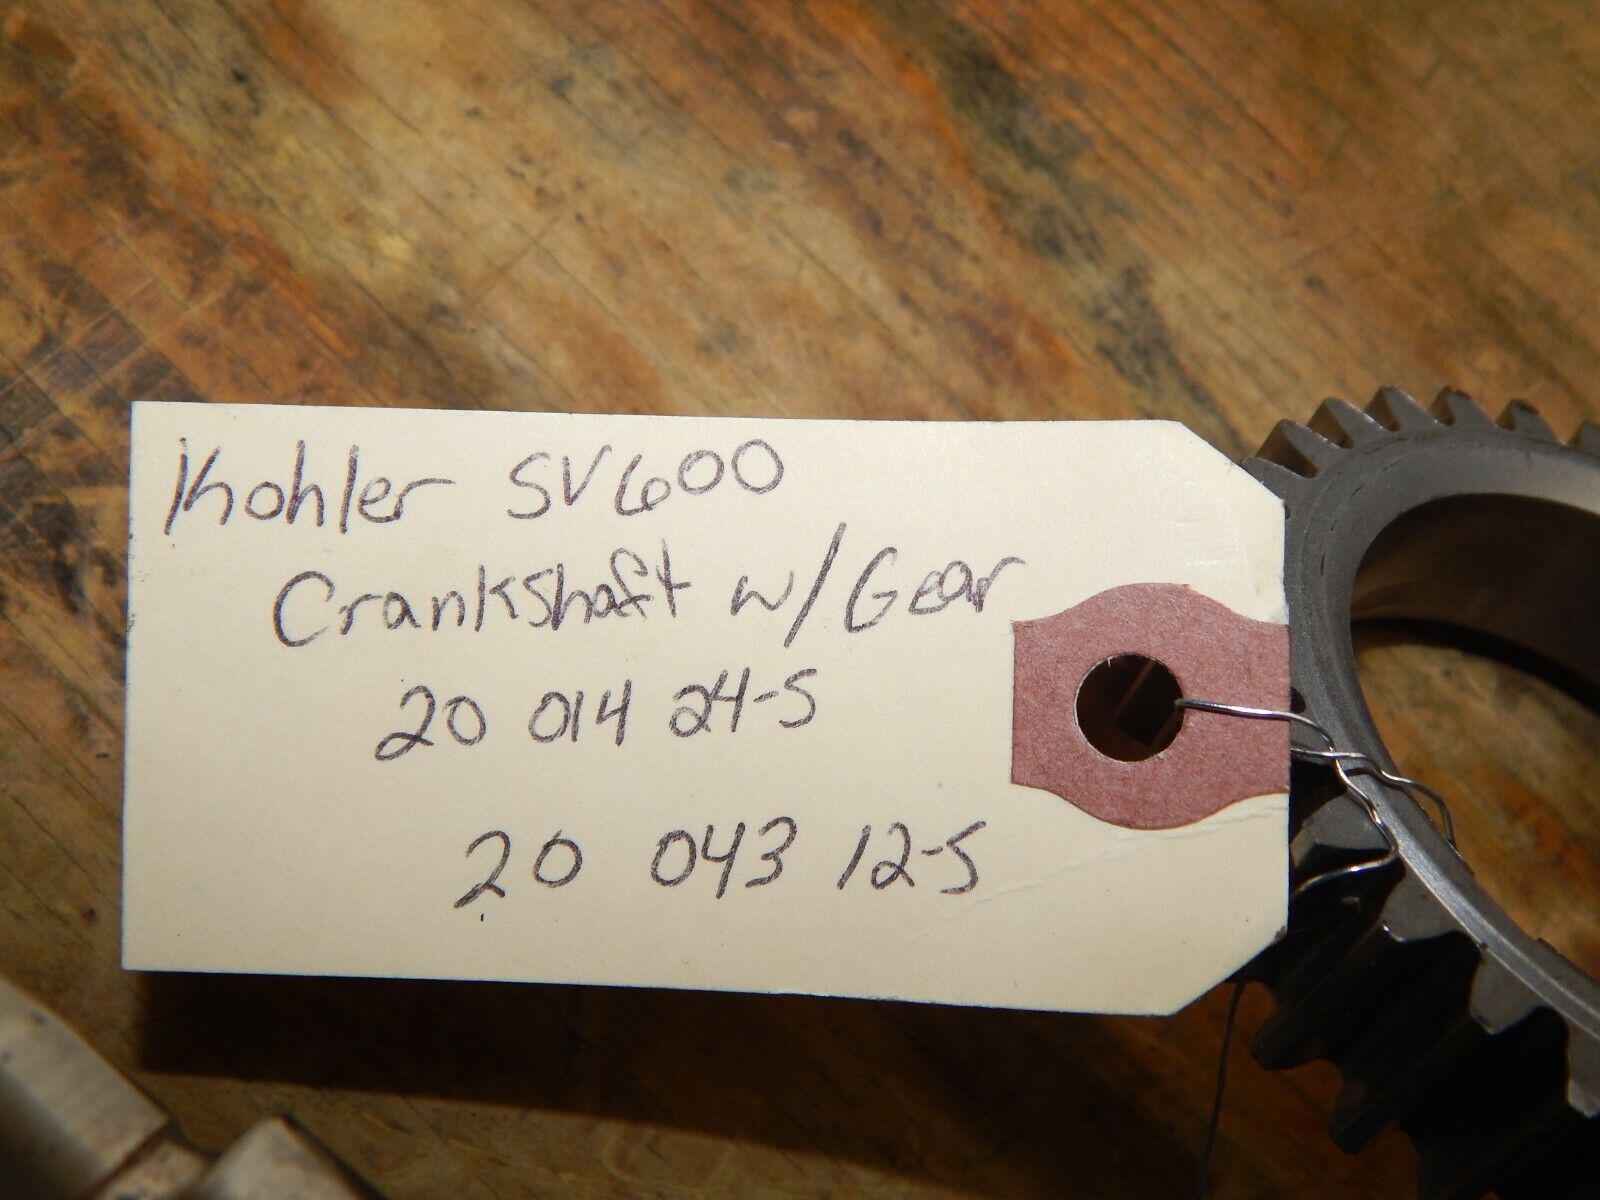 Kohler SV600
Crankshaft w/Gear
20 014 24-S
20 043 12-S